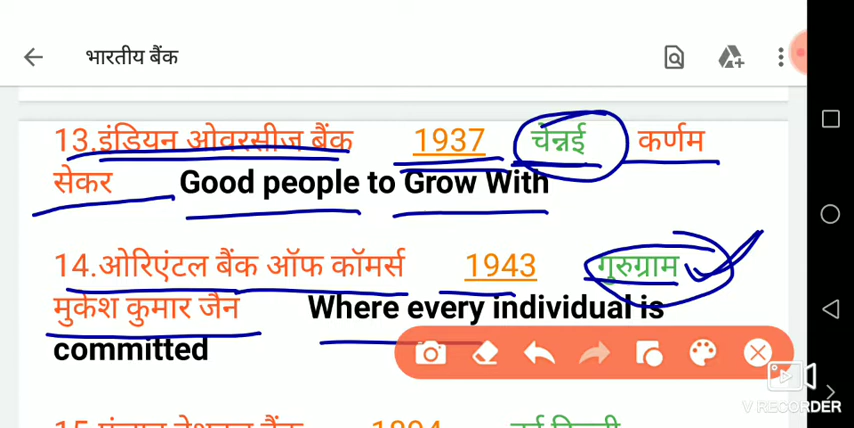 भारतीय बैंक
13.इंडियन ओवरसीज बैंक 1937 चेन्नई कर्णम
सेकर Good people to Grow With
14.ओरिएंटल बैंक ऑफ कॉमर्स 1943 गुरुग्राम
मुकेश कुमार जैन Where every individual is
committed
V RECORDER